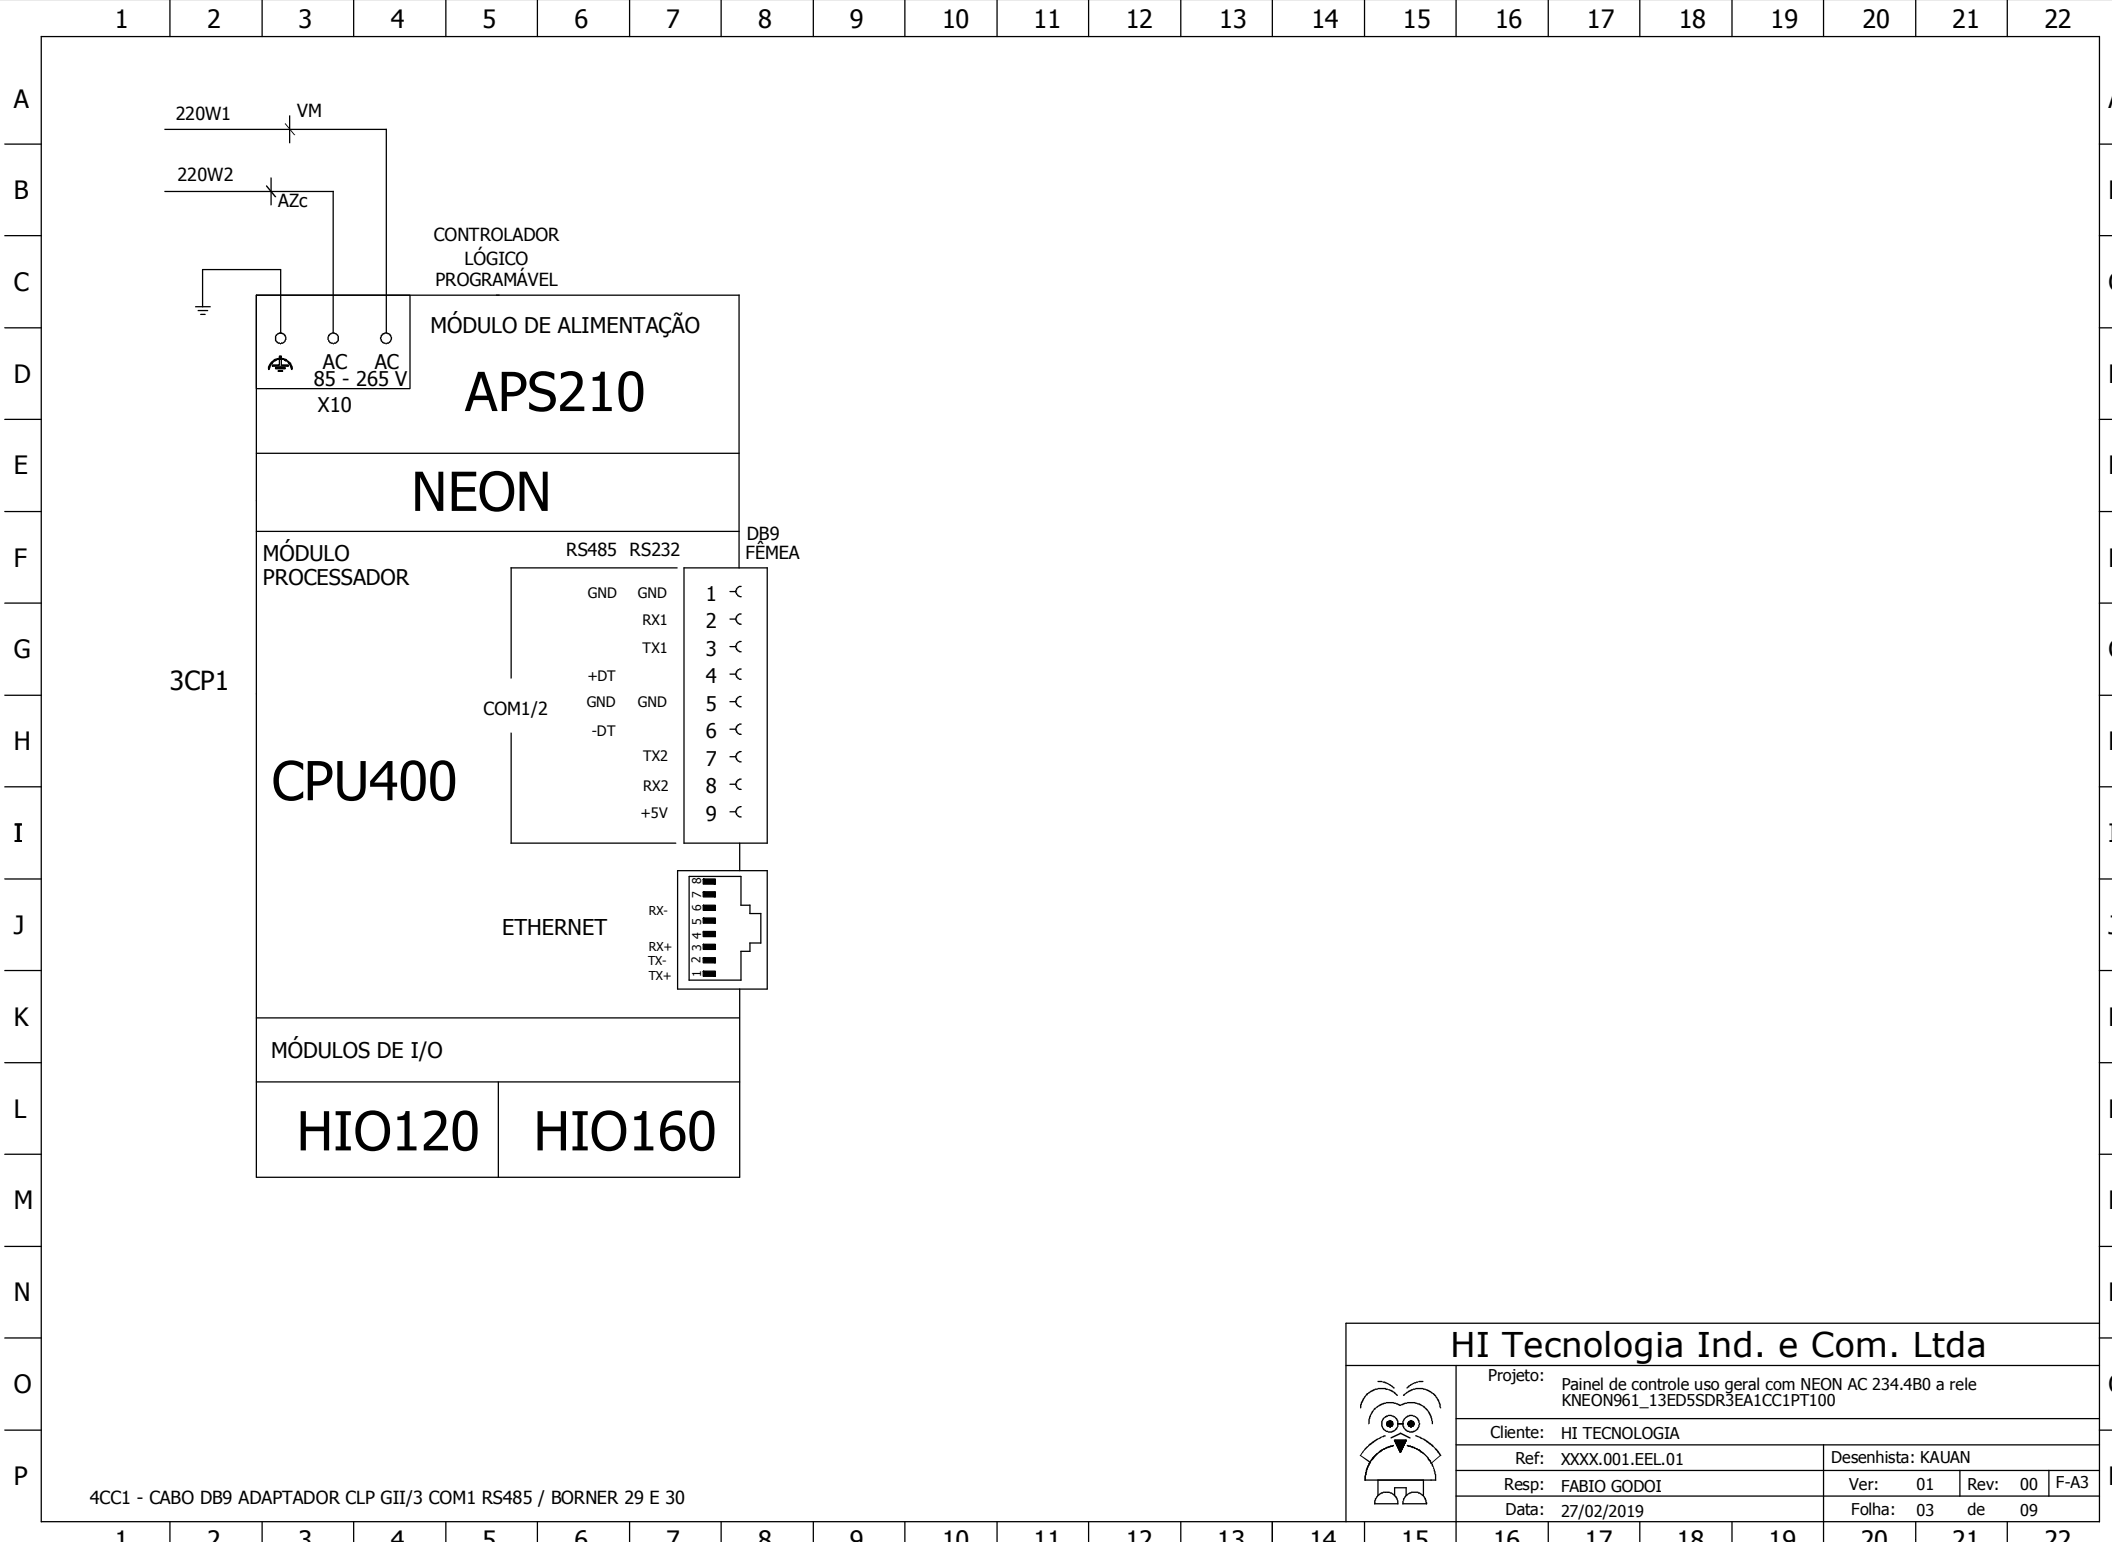 1 2 3 4 5 6 7 8 9 10 11 12 13 14 15 16 17 18 19 20 21 22
A
B
C
D
E
F
G
H
I
J
K
L
M
N
O
P
220W1
VM
220W2
AZc
CONTROLADOR
LÓGICO
PROGRAMÁVEL
MÓDULO DE ALIMENTAÇÃO
AC AC
85 - 265 V
X10
APS210
NEON
MÓDULO
PROCESSADOR
RS485 RS232
DB9
FÊMEA
GND GND 1
RX1 2
TX1 3
+DT 4
GND GND 5
-DT 6
TX2 7
RX2 8
+5V 9
COM1/2
3CP1
CPU400
ETHERNET
RX-
RX+
TX-
TX+
1 2 3 4 5 6 7 8
MÓDULOS DE I/O
HIO120
HIO160
4CC1 - CABO DB9 ADAPTADOR CLP GII/3 COM1 RS485 / BORNER 29 E 30
HI Tecnologia Ind. e Com. Ltda
Projeto: Painel de controle uso geral com NEON AC 234.4B0 a rele
KNEON961_13ED5SDR3EA1CC1PT100
Cliente: HI TECNOLOGIA
Ref: XXXX.001.EEL.01 Desenhista: KAUAN
Resp: FABIO GODOI Ver: 01 Rev: 00 F-A3
Data: 27/02/2019 Folha: 03 de 09
1 2 3 4 5 6 7 8 9 10 11 12 13 14 15 16 17 18 19 20 21 22